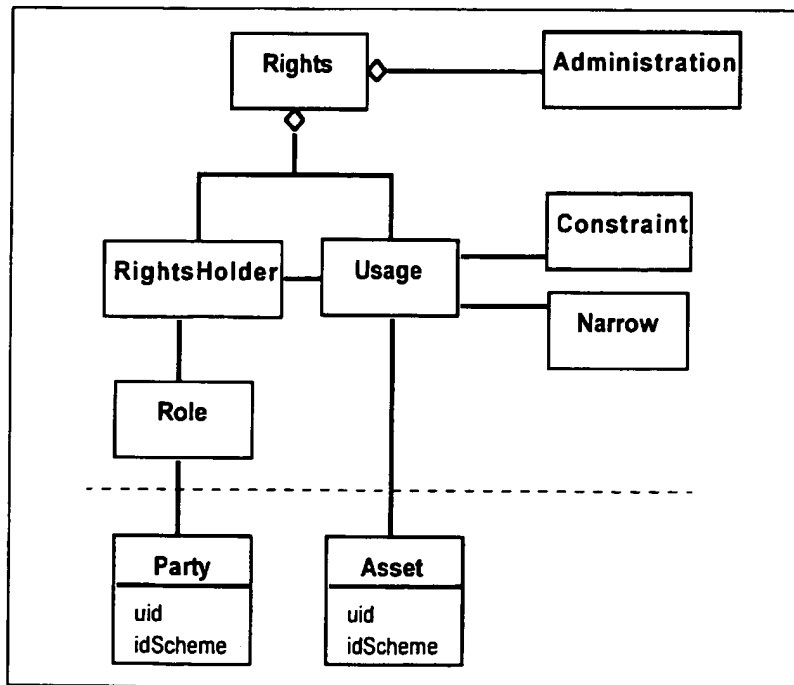 Rights
Administration
Constraint
RightsHolder
Usage
Narrow
Role
Party
uid
idScheme
Asset
uid
idScheme